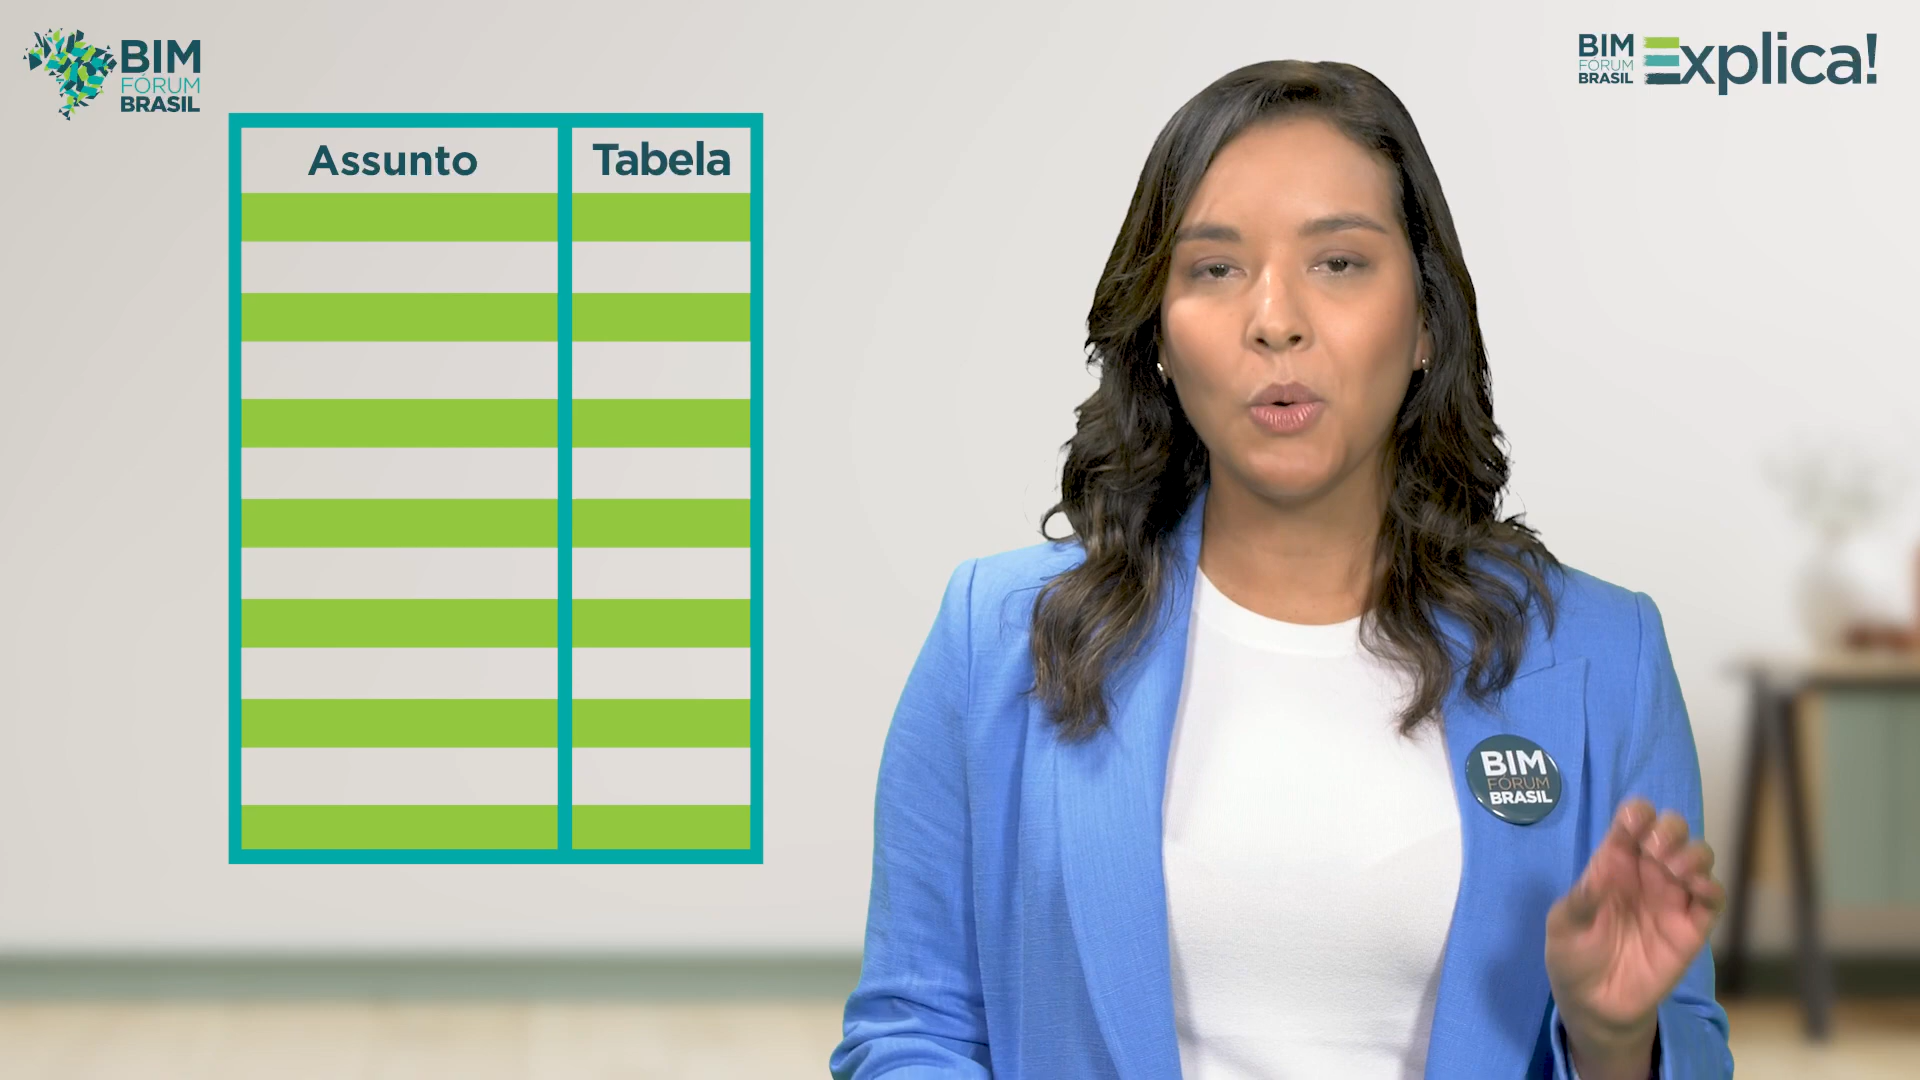 BIM
FÓRUM
BRASIL
BIM
FÓRUM
BRASIL
Explica!
Assunto
Tabela
BIM
FÓRUM
BRASIL